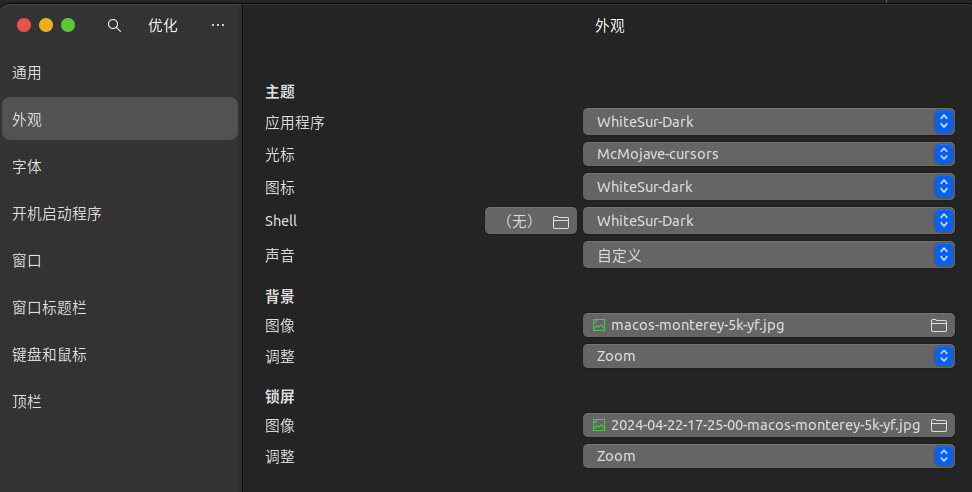 优化 ···
外观
通用
外观
字体
开机启动程序
窗口
窗口标题栏
键盘和鼠标
顶栏
主题
应用程序 WhiteSur-Dark
光标 McMojave-cursors
图标 WhiteSur-dark
Shell （无） WhiteSur-Dark
声音 自定义
背景
图像 macos-monterey-5k-yf.jpg
调整 Zoom
锁屏
图像 2024-04-22-17-25-00-macos-monterey-5k-yf.jpg
调整 Zoom